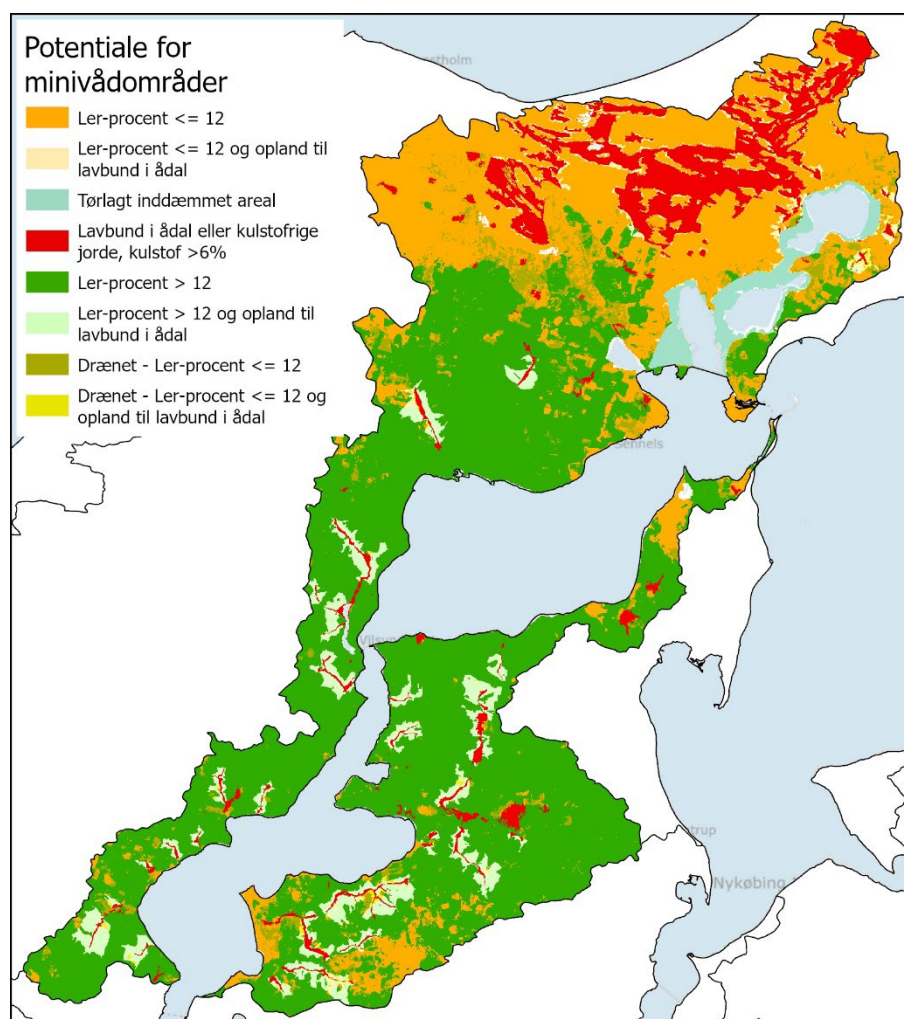 Potentiale for
minivådområder
Ler-procent <= 12
Ler-procent <= 12 og opland til
lavbund i ådal
Tørlagt inddæmmet areal
Lavbund i ådal eller kulstofrige
jorde, kulstof >6%
Ler-procent > 12
Ler-procent > 12 og opland til
lavbund i ådal
Drænet - Ler-procent <= 12
Drænet - Ler-procent <= 12 og
opland til lavbund i ådal
Sennels
Nykøbing